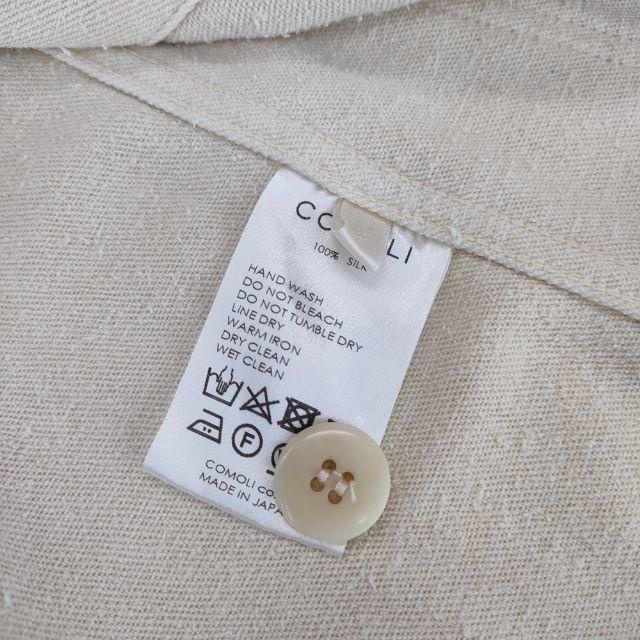 CO LI
100% SILK
HAND WASH
DO NOT BLEACH
DO NOT TUMBLE DRY
LINE DRY
WARM IRON
DRY CLEAN
WET CLEAN
F
COMOLI CO.
MADE IN JAPA